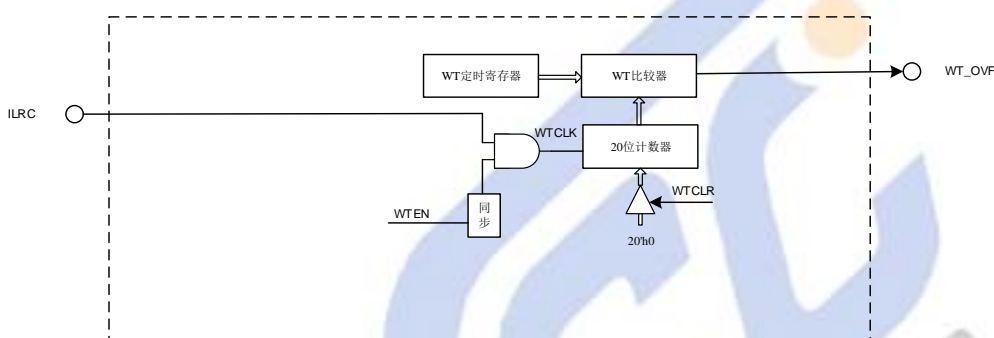 WT定时寄存器
WT比较器
WT_OVF
ILRC
WTCLK
20位计数器
WTCLR
WTEN
同
步
20'h0